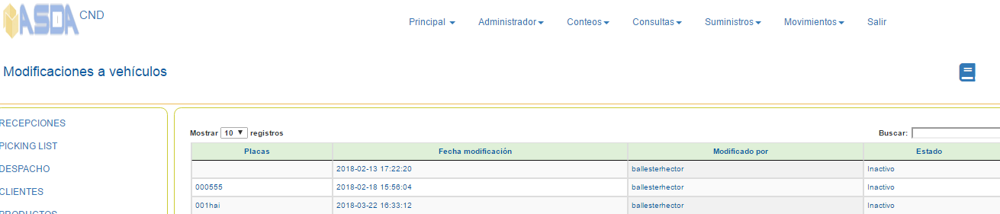 ASDA CND
Principal Administrador Conteos Consultas Suministros Movimientos Salir
Modificaciones a vehículos
RECEPCIONES
PICKING LIST
DESPACHO
CLIENTES
PRODUCTOS
Mostrar 10 registros
Buscar:
Placas Fecha modificación Modificado por Estado
2018-02-13 17:22:20 ballesterhector Inactivo
000555 2018-02-18 15:56:04 ballesterhector Inactivo
001hai 2018-03-22 16:33:12 ballesterhector Inactivo